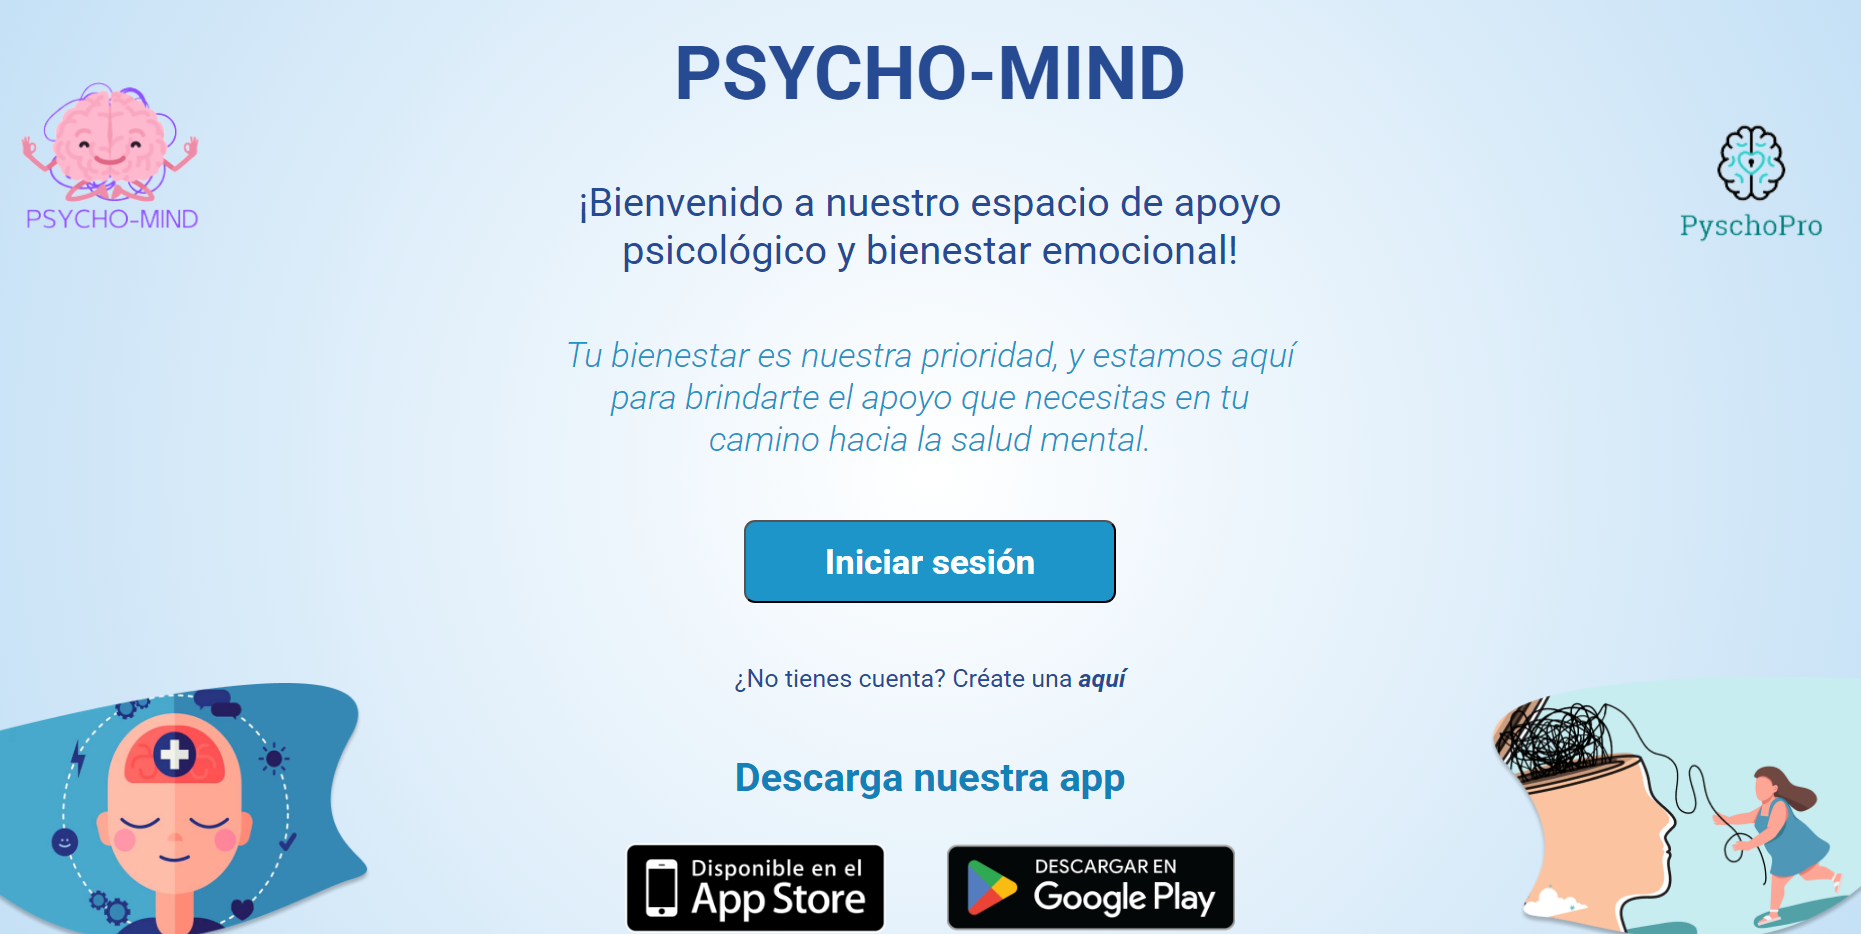 PSYCHO-MIND
PSYCHO-MIND
PyschoPro
¡Bienvenido a nuestro espacio de apoyo
psicológico y bienestar emocional!
Tu bienestar es nuestra prioridad, y estamos aquí
para brindarte el apoyo que necesitas en tu
camino hacia la salud mental.
Iniciar sesión
¿No tienes cuenta? Créate una aquí
Descarga nuestra app
Disponible en el
App Store
DESCARGAR EN
Google Play